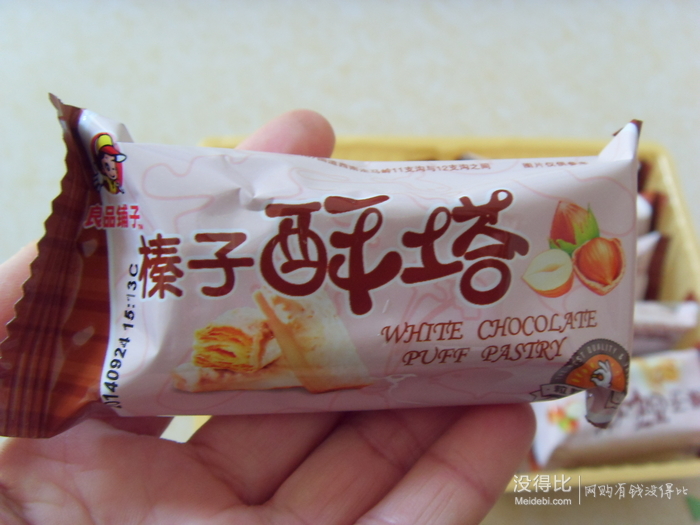 良品铺子
榛子酥塔
WHITE CHOCOLATE
PUFF PASTRY
20140924 15:13C
没得比
Meidebi.com
网购有钱没得比